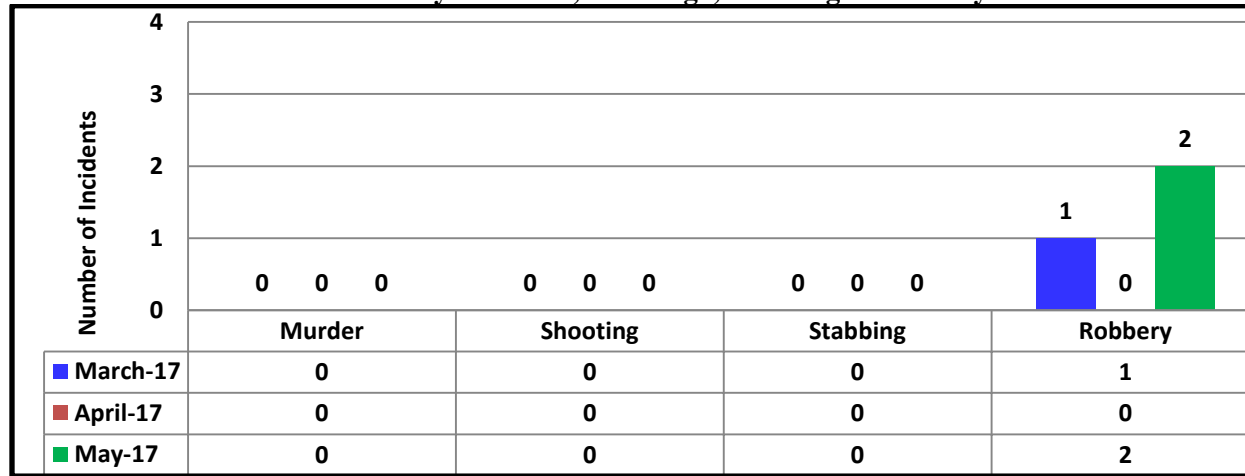 4
3
2
1
0
Number of Incidents
0 0 0 0 0 0 0 0 0 1 0 2
Murder Shooting Stabbing Robbery
March-17 0 0 0 1
April-17 0 0 0 0
May-17 0 0 0 2